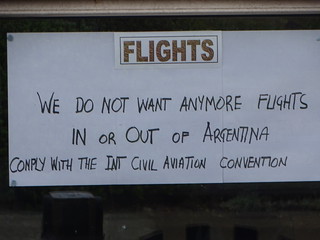 FLIGHTS
WE DO NOT WANT ANYMORE FLIGHTS
IN OR OUT OF ARGENTINA
COMPLY WITH THE INT CIVIL AVIATION CONVENTION